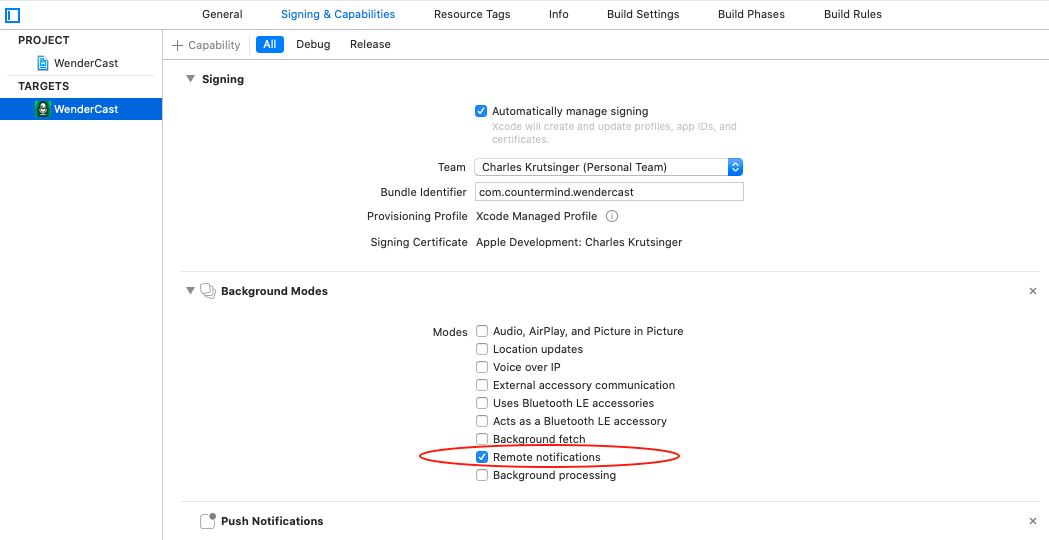 General Signing & Capabilities Resource Tags Info Build Settings Build Phases Build Rules
PROJECT
WenderCast
TARGETS
WenderCast
+ Capability All Debug Release
Signing
Automatically manage signing
Xcode will create and update profiles, app IDs, and
certificates.
Team Charles Krutsinger (Personal Team)
Bundle Identifier com.countermind.wendercast
Provisioning Profile Xcode Managed Profile
Signing Certificate Apple Development: Charles Krutsinger
Background Modes
Modes Audio, AirPlay, and Picture in Picture
Location updates
Voice over IP
External accessory communication
Uses Bluetooth LE accessories
Acts as a Bluetooth LE accessory
Background fetch
Remote notifications
Background processing
Push Notifications